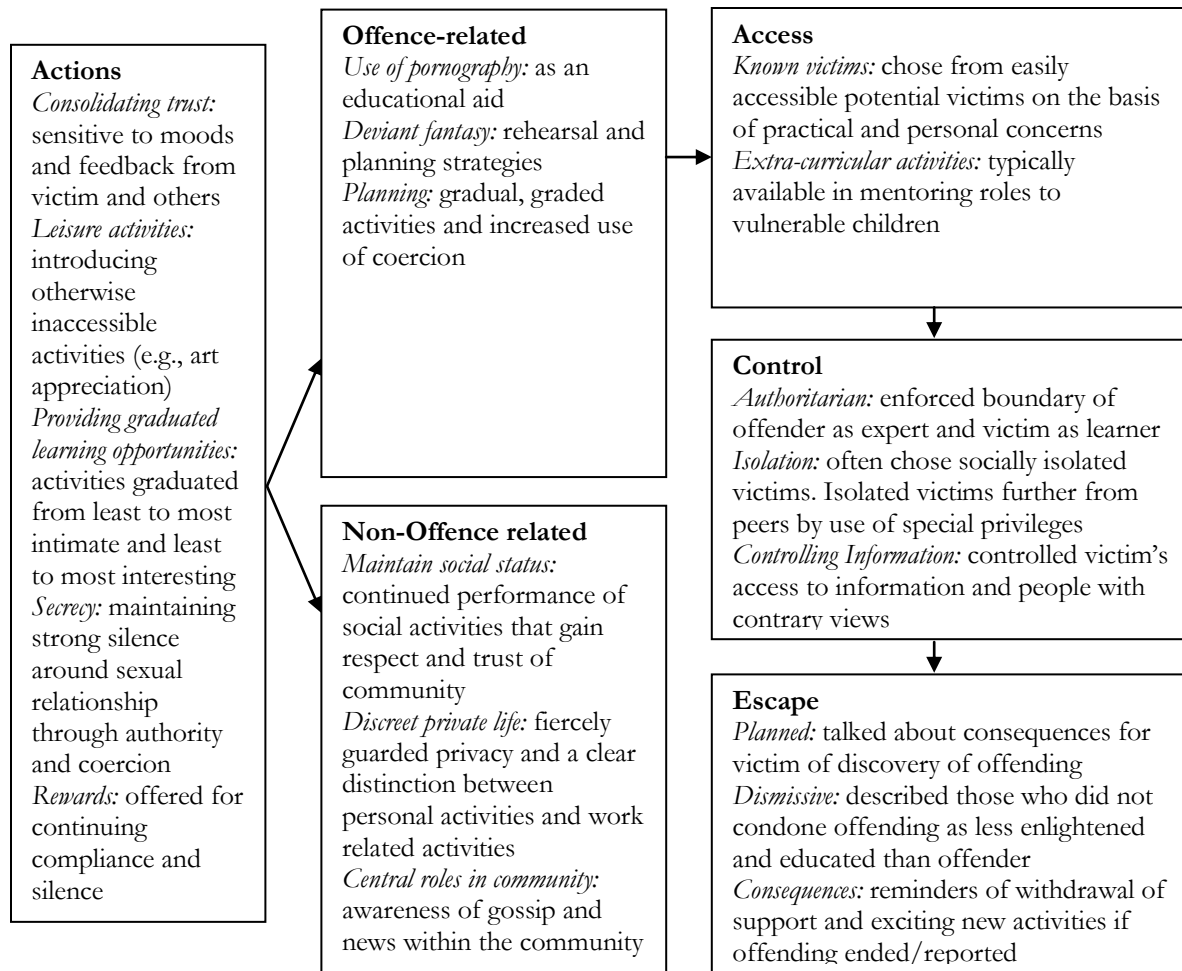 Actions
Consolidating trust:
sensitive to moods
and feedback from
victim and others
Leisure activities:
introducing
otherwise
inaccessible
activities (e.g., art
appreciation)
Providing graduated
learning opportunities:
activities graduated
from least to most
intimate and least
to most interesting
Secrecy: maintaining
strong silence
around sexual
relationship
through authority
and coercion
Rewards: offered for
continuing
compliance and
silence
Offence-related
Use of pornography: as an
educational aid
Deviant fantasy: rehearsal and
planning strategies
Planning: gradual, graded
activities and increased use
of coercion
Non-Offence related
Maintain social status:
continued performance of
social activities that gain
respect and trust of
community
Discreet private life: fiercely
guarded privacy and a clear
distinction between
personal activities and work
related activities
Central roles in community:
awareness of gossip and
news within the community
Access
Known victims: chose from easily
accessible potential victims on the basis
of practical and personal concerns
Extra-curricular activities: typically
available in mentoring roles to
vulnerable children
Control
Authoritarian: enforced boundary of
offender as expert and victim as learner
Isolation: often chose socially isolated
victims. Isolated victims further from
peers by use of special privileges
Controlling Information: controlled victim's
access to information and people with
contrary views
Escape
Planned: talked about consequences for
victim of discovery of offending
Dismissive: described those who did not
condone offending as less enlightened
and educated than offender
Consequences: reminders of withdrawal of
support and exciting new activities if
offending ended/reported